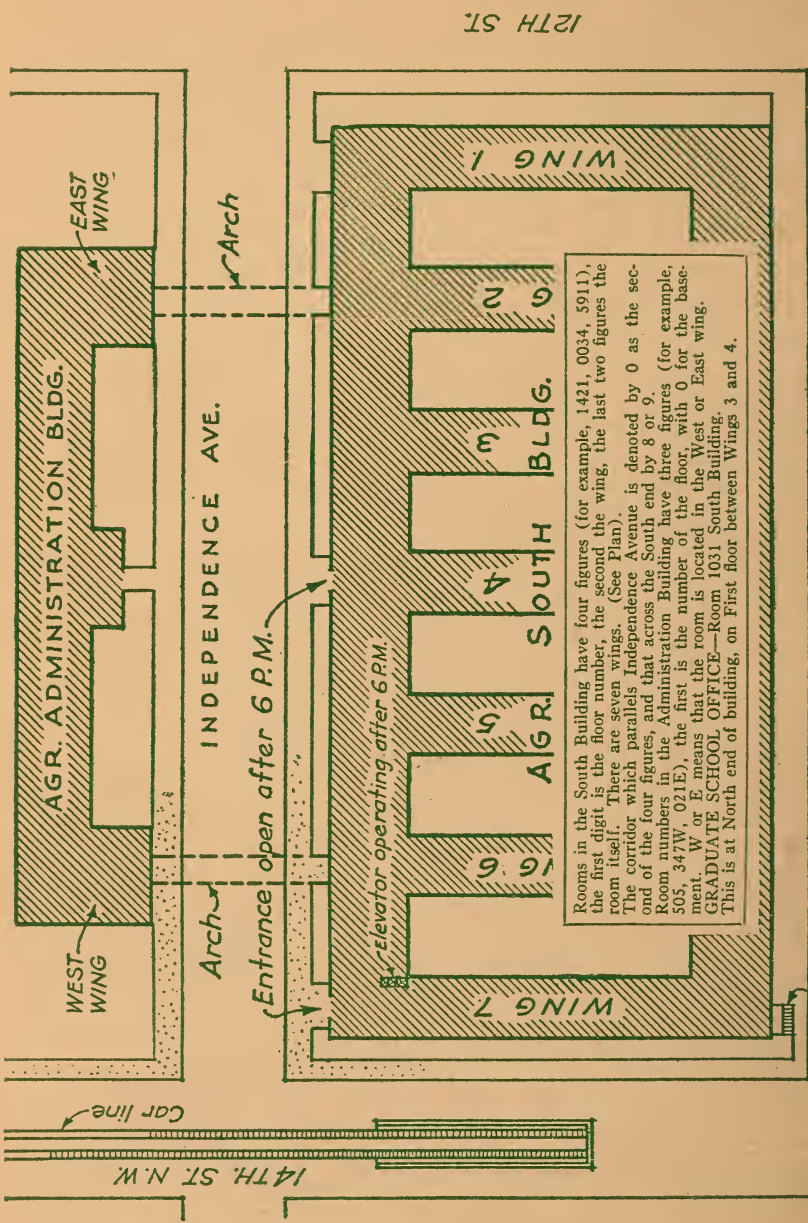 12TH ST.
EAST
WING
AGR. ADMINISTRATION BLDG.
WEST
WING
Arch
INDEPENDENCE AVE.
Arch
Entrance open after 6 P.M.
Elevator operating after 6 P.M.
WING 1
G 2
3
4
5
NG 6
WING 7
AGR. SOUTH BLDG.
Car line
14TH. ST. N.W.
Rooms in the South Building have four figures (for example, 1421, 0034, 5911),
the first digit is the floor number, the second the wing, the last two figures the
room itself. There are seven wings. (See Plan).
The corridor which parallels Independence Avenue is denoted by 0 as the sec-
ond of the four figures, and that across the South end by 8 or 9.
Room numbers in the Administration Building have three figures (for example,
505, 347W, 021E), the first is the number of the floor, with 0 for the base-
ment. W or E means that the room is located in the West or East wing.
GRADUATE SCHOOL OFFICE—Room 1031 South Building.
This is at North end of building, on First floor between Wings 3 and 4.